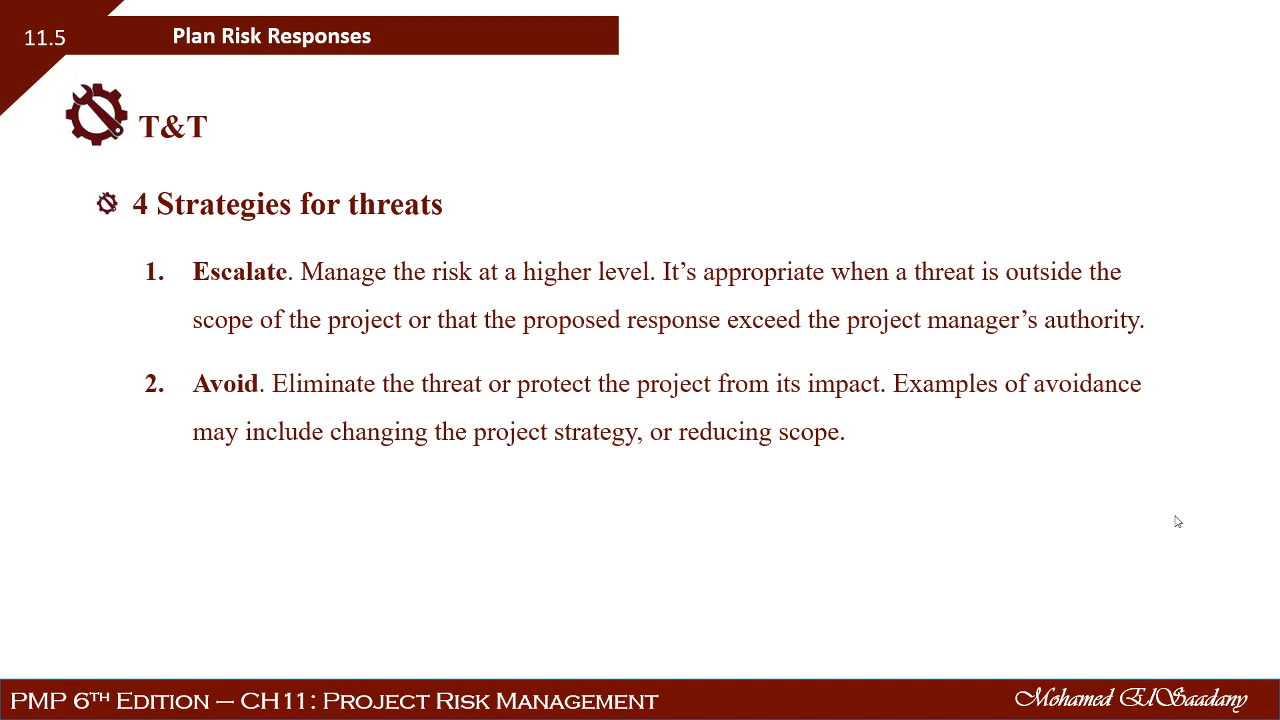 11.5
Plan Risk Responses
T&T
4 Strategies for threats
1. Escalate. Manage the risk at a higher level. It’s appropriate when a threat is outside the
scope of the project or that the proposed response exceed the project manager’s authority.
2. Avoid. Eliminate the threat or protect the project from its impact. Examples of avoidance
may include changing the project strategy, or reducing scope.
PMP 6TH EDITION – CH11: PROJECT RISK MANAGEMENT
Mohamed ElSaadany